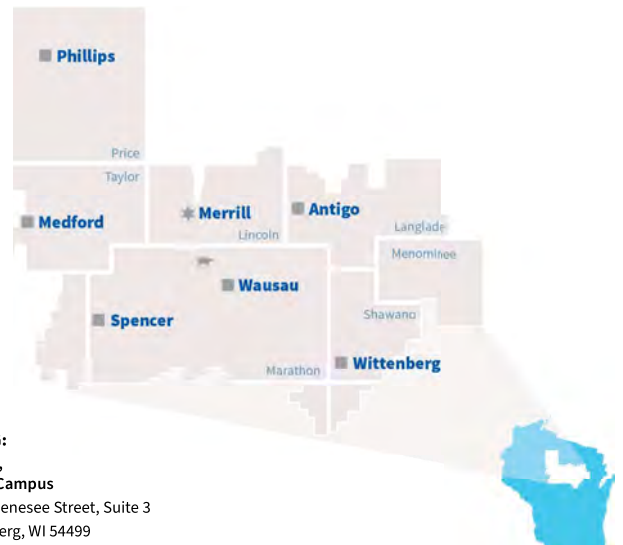 Phillips
Price
Taylor
Medford
Merrill
Antigo
Lincoln
Langlade
Menominee
Wausau
Spencer
Shawano
Wittenberg
Marathon
:
,
Campus
enesee Street, Suite 3
erg, WI 54499